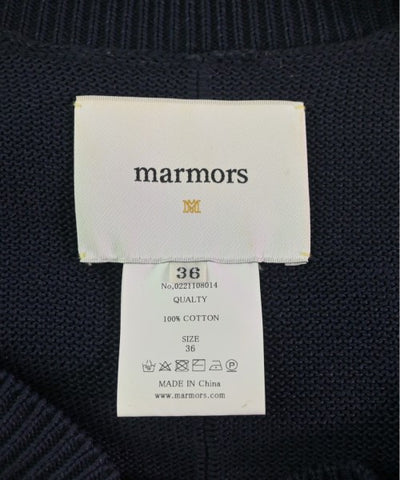 marmors
M
36
No,0221108014
QUALTY
100% COTTON
SIZE
36
MADE IN China
www.marmors.com